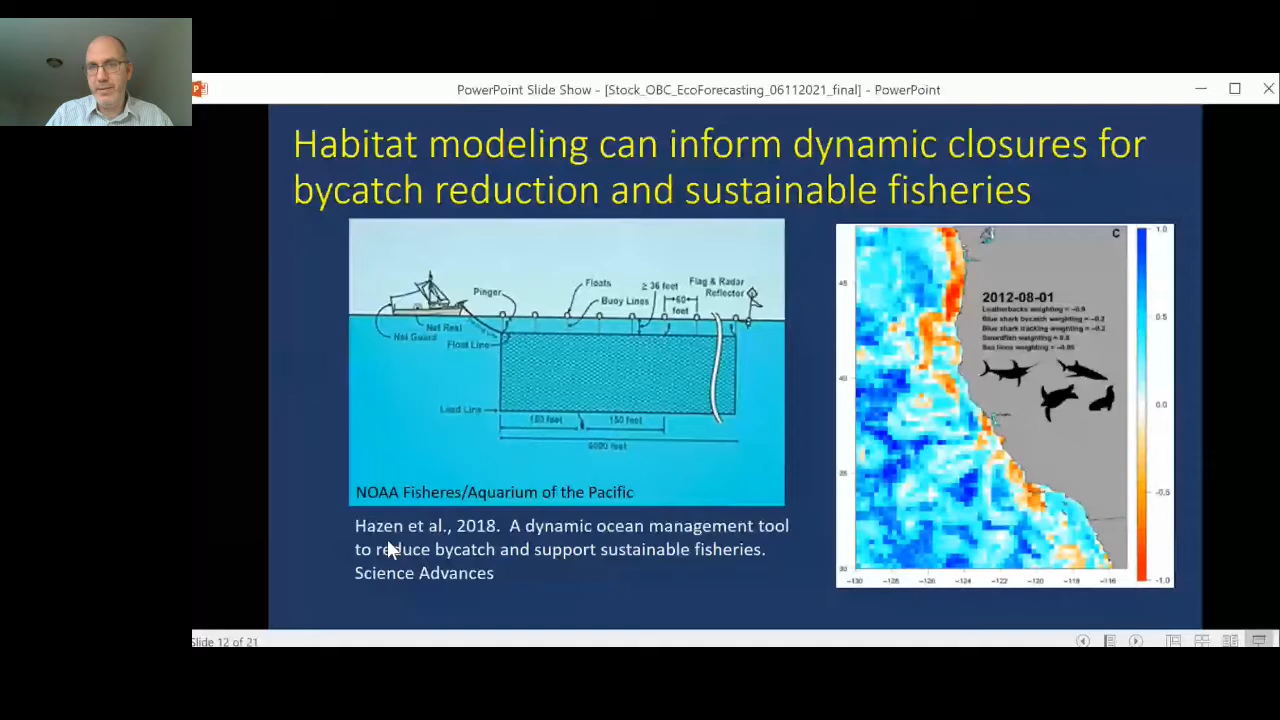 PowerPoint Slide Show - [Stock_OBC_EcoForecasting_06112021_final] - PowerPoint
Habitat modeling can inform dynamic closures for
bycatch reduction and sustainable fisheries
Pinger
Floats
Buoy Lines
≥ 36 feet
60
feet
Flag & Radar
Reflector
Net Reel
Net Guard
Float Line
Lead Line
150 feet
150 feet
6000 feet
NOAA Fisheres/Aquarium of the Pacific
Hazen et al., 2018. A dynamic ocean management tool
to reduce bycatch and support sustainable fisheries.
Science Advances
C
2012-08-01
Leatherbacks weighting = -0.9
Blue shark bycatch weighting = -0.2
Blue shark tracking weighting = -0.2
Swordfish weighting = 0.8
Sea lions weighting = -0.05
1.0
0.5
0.0
-0.5
-1.0
-130
-128
-126
-124
-122
-120
-118
-116
Slide 12 of 21